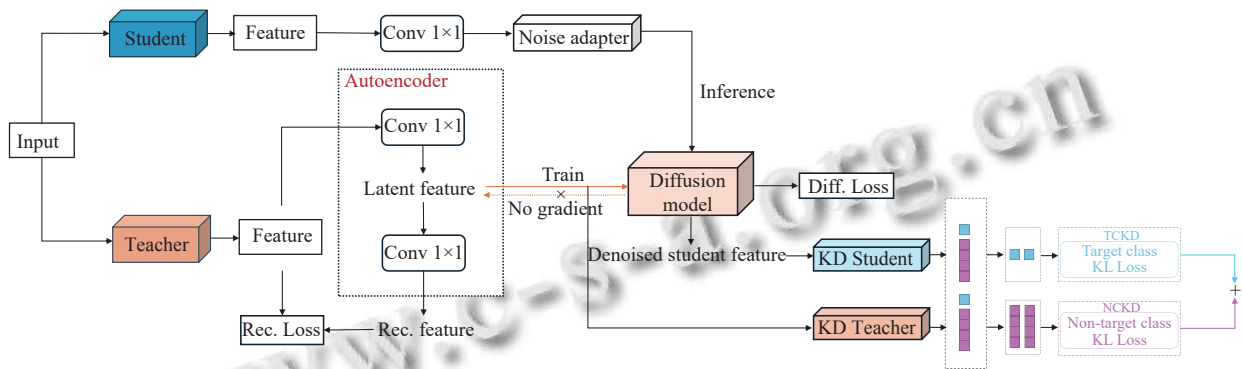 Student
Feature
Conv 1×1
Noise adapter
Autoencoder
Inference
Conv 1×1
Input
Latent feature
Train
×
No gradient
Diffusion
model
Diff. Loss
Teacher
Feature
Conv 1×1
Denoised student feature
KD Student
TCKD
Target class
KL Loss
+
Rec. Loss
Rec. feature
KD Teacher
NCKD
Non-target class
KL Loss
www.c-s-a.org.cn